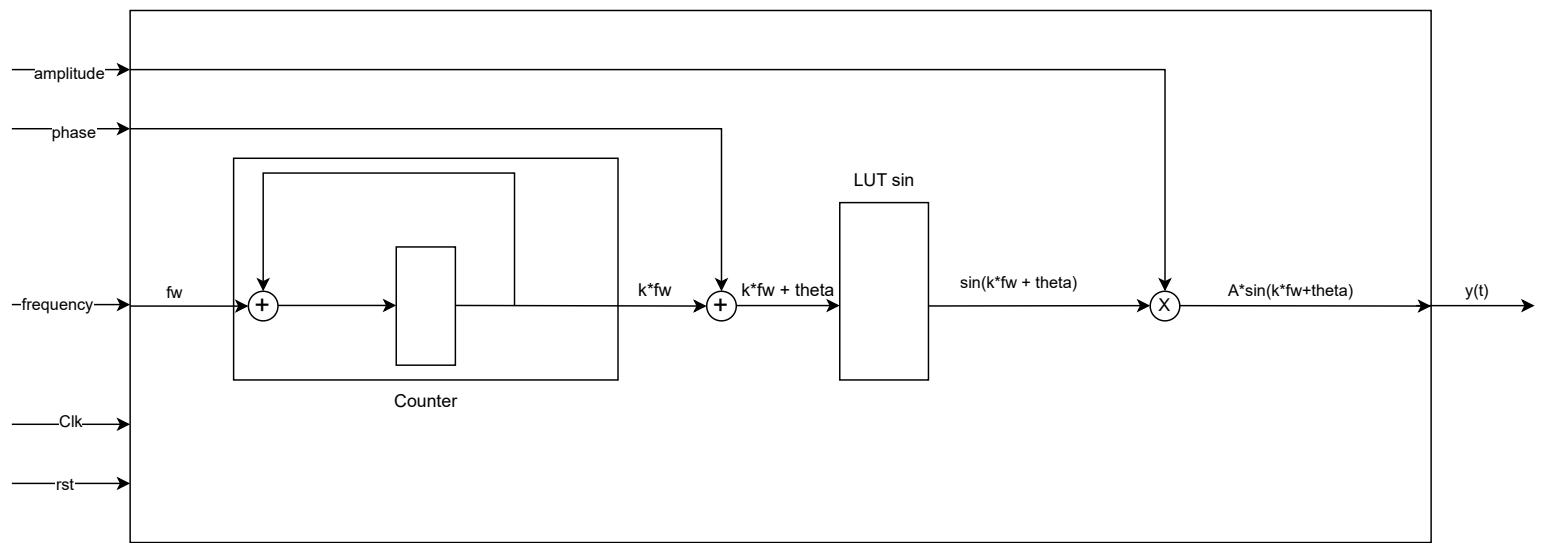 amplitude
phase
LUT sin
frequency
fw
+
k*fw
+
k*fw + theta
sin(k*fw + theta)
X
A*sin(k*fw+theta)
y(t)
Counter
Clk
rst